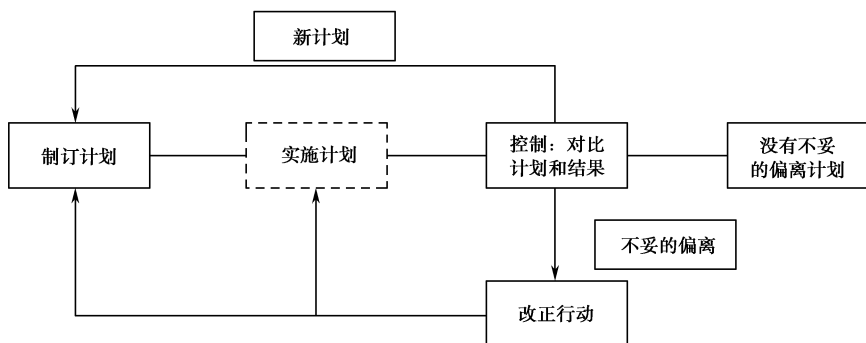 新计划
制订计划
实施计划
控制：对比
计划和结果
没有不妥
的偏离计划
不妥的偏离
改正行动